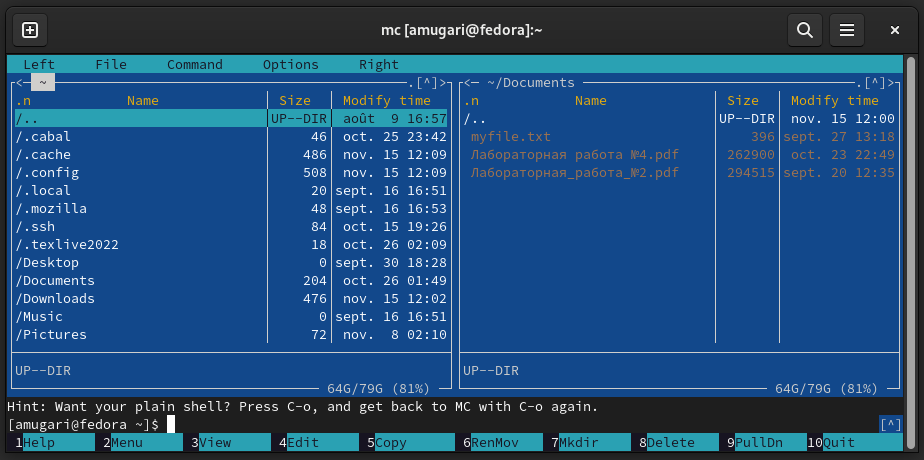 mc [amugari@fedora]:~
Left File Command Options Right
<─ ~ .[^]>
.n Name Size Modify time
/.. UP--DIR août 9 16:57
/.cabal 46 oct. 25 23:42
/.cache 486 nov. 15 12:09
/.config 508 nov. 15 12:09
/.local 20 sept. 16 16:51
/.mozilla 48 sept. 16 16:53
/.ssh 84 oct. 15 19:26
/.texlive2022 18 oct. 26 02:09
/Desktop 0 sept. 30 18:28
/Documents 204 oct. 26 01:49
/Downloads 476 nov. 15 12:02
/Music 0 sept. 16 16:51
/Pictures 72 nov. 8 02:10
UP--DIR
64G/79G (81%)
<─ ~/Documents .[^]>
.n Name Size Modify time
/.. UP--DIR nov. 15 12:00
myfile.txt 396 sept. 27 13:18
Лабораторная работа №4.pdf 262900 oct. 23 22:49
Лабораторная_работа_№2.pdf 294515 sept. 20 12:35
UP--DIR
64G/79G (81%)
Hint: Want your plain shell? Press C-o, and get back to MC with C-o again.
[amugari@fedora ~]$ [^]
1Help 2Menu 3View 4Edit 5Copy 6RenMov 7Mkdir 8Delete 9PullDn 10Quit